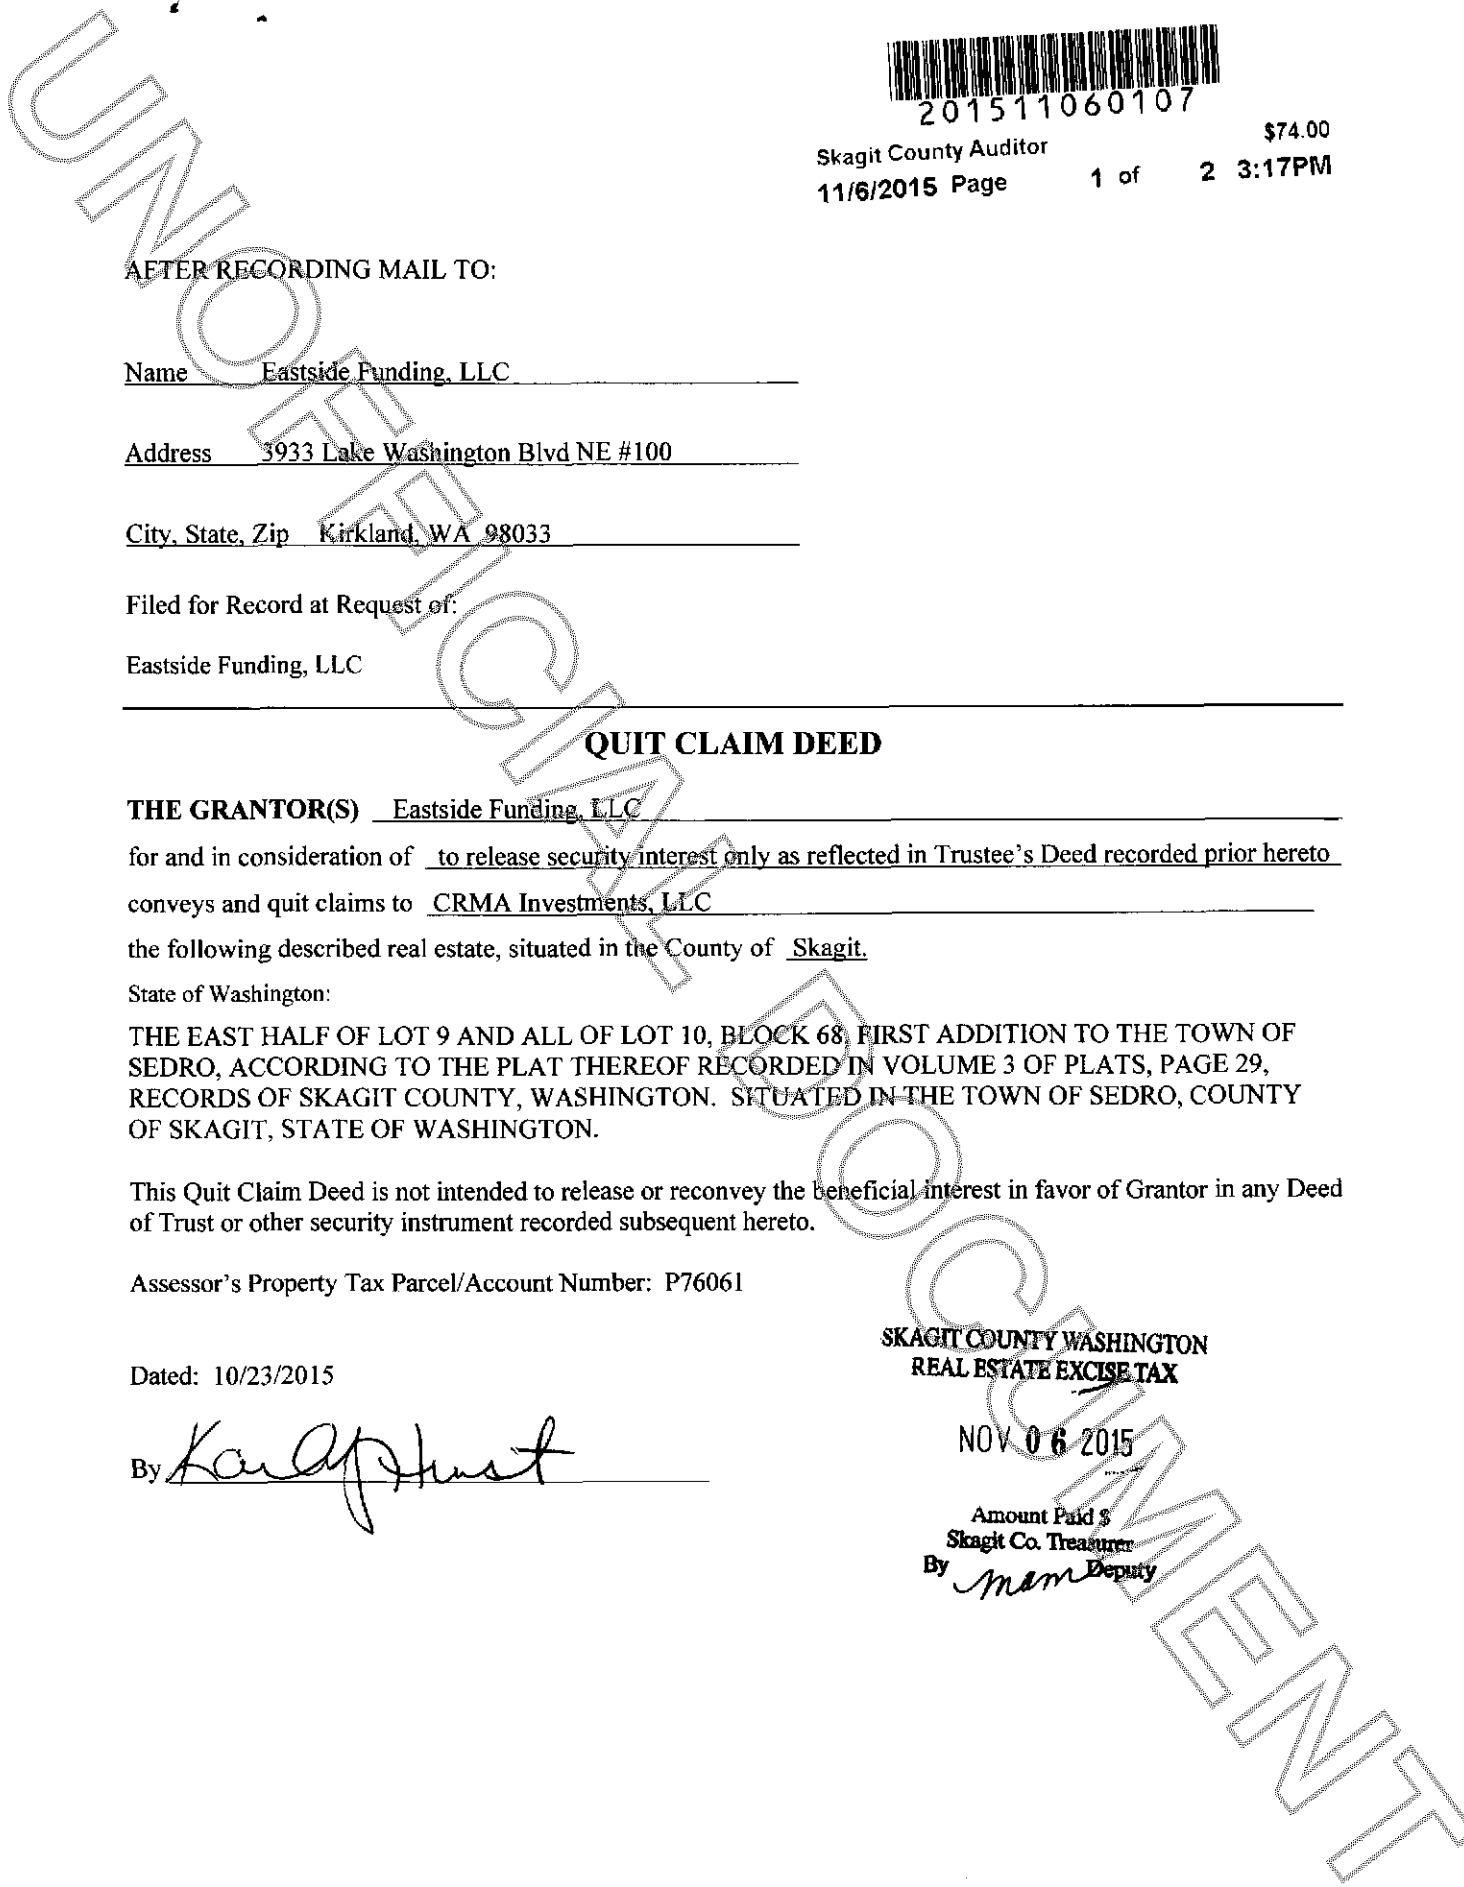 201511060107
Skagit County Auditor $74.00
11/6/2015 Page 1 of 2 3:17PM
AFTER RECORDING MAIL TO:
Name Eastside Funding, LLC
Address 3933 Lake Washington Blvd NE #100
City, State, Zip Kirkland, WA 98033
Filed for Record at Request of:
Eastside Funding, LLC
QUIT CLAIM DEED
THE GRANTOR(S) Eastside Funding, LLC
for and in consideration of to release security interest only as reflected in Trustee's Deed recorded prior hereto
conveys and quit claims to CRMA Investments, LLC
the following described real estate, situated in the County of Skagit.
State of Washington:
THE EAST HALF OF LOT 9 AND ALL OF LOT 10, BLOCK 68, FIRST ADDITION TO THE TOWN OF
SEDRO, ACCORDING TO THE PLAT THEREOF RECORDED IN VOLUME 3 OF PLATS, PAGE 29,
RECORDS OF SKAGIT COUNTY, WASHINGTON. SITUATED IN THE TOWN OF SEDRO, COUNTY
OF SKAGIT, STATE OF WASHINGTON.
This Quit Claim Deed is not intended to release or reconvey the beneficial interest in favor of Grantor in any Deed
of Trust or other security instrument recorded subsequent hereto.
Assessor's Property Tax Parcel/Account Number: P76061
SKAGIT COUNTY WASHINGTON
REAL ESTATE EXCISE TAX
Dated: 10/23/2015
NOV 06 2015
By
Amount Paid $
Skagit Co. Treasurer
By mam Deputy
UNOFFICIAL DOCUMENT